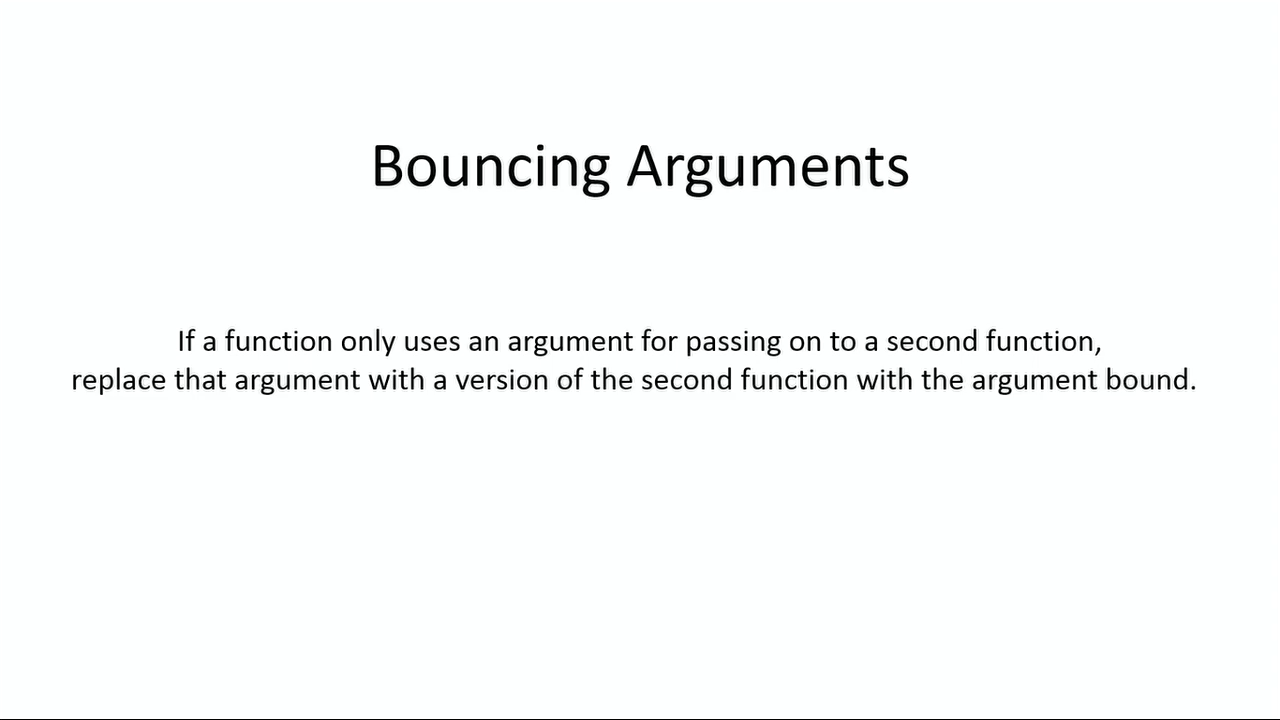 Bouncing Arguments
If a function only uses an argument for passing on to a second function,
replace that argument with a version of the second function with the argument bound.